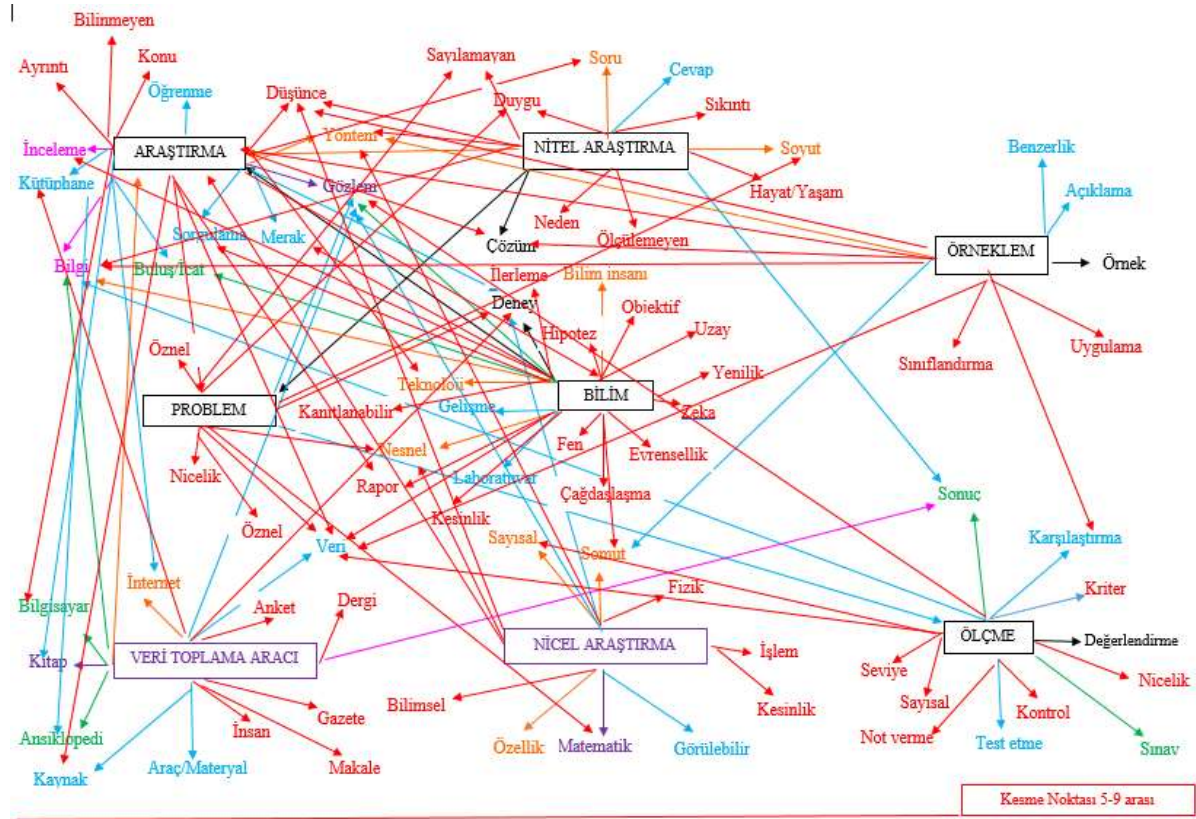 Bilinmeyen
Ayrıntı
Konu
Öğrenme
Düşünce
Sayılamayan
Soru
Cevap
Duygu
Sıkıntı
İnceleme
ARAŞTIRMA
Yöntem
NİTEL ARAŞTIRMA
Soyut
Benzerlik
Kütüphane
Gözlem
Hayat/Yaşam
Açıklama
Sorgulama
Merak
Neden
Çözüm
Ölçülemeyen
ÖRNEKLEM
Örnek
Bilgi
Buluş/İcat
İlerleme
Bilim insanı
Deney
Obiektif
Hipotez
Uzay
Sınıflandırma
Uygulama
Öznel
Teknoloji
Yenilik
PROBLEM
Kanıtlanabilir
Gelişme
BİLİM
Zeka
Nesnel
Fen
Evrensellik
Nicelik
Rapor
Laboratuvar
Çağdaşlaşma
Öznel
Kesinlik
Sonuç
Veri
Sayısal
Somut
Karşılaştırma
İnternet
Fizik
Kriter
Bilgisayar
Anket
Dergi
Kitap
VERİ TOPLAMA ARACI
NİCEL ARAŞTIRMA
İşlem
ÖLÇME
Değerlendirme
Seviye
Nicelik
Bilimsel
Kesinlik
Sayısal
Kontrol
Ansiklopedi
İnsan
Gazete
Özellik
Matematik
Görülebilir
Not verme
Test etme
Sınav
Kaynak
Araç/Materyal
Makale
Kesme Noktası 5-9 arası